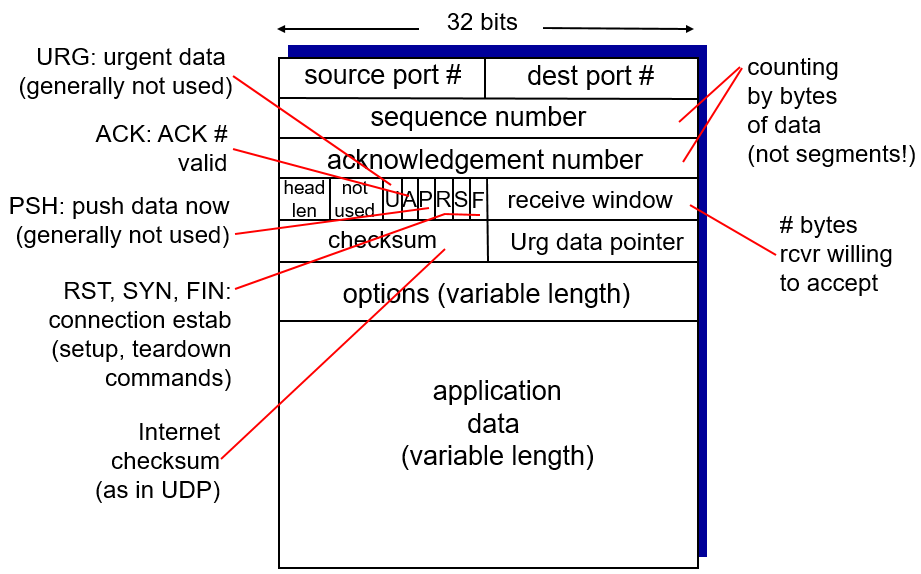 32 bits
URG: urgent data
(generally not used)
ACK: ACK #
valid
PSH: push data now
(generally not used)
RST, SYN, FIN:
connection estab
(setup, teardown
commands)
Internet
checksum
(as in UDP)
source port #
dest port #
sequence number
acknowledgement number
head
len
not
used
U
A
P
R
S
F
receive window
checksum
Urg data pointer
options (variable length)
application
data
(variable length)
counting
by bytes
of data
(not segments!)
# bytes
rcvr willing
to accept